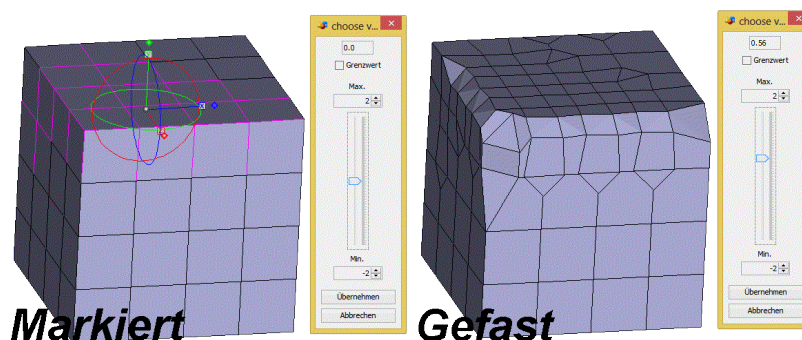 choose v...
0.0
Grenzwert
Max.
2
Min.
-2
Übernehmen
Abbrechen
Markiert
choose v...
0.56
Grenzwert
Max.
2
Min.
-2
Übernehmen
Abbrechen
Gefast